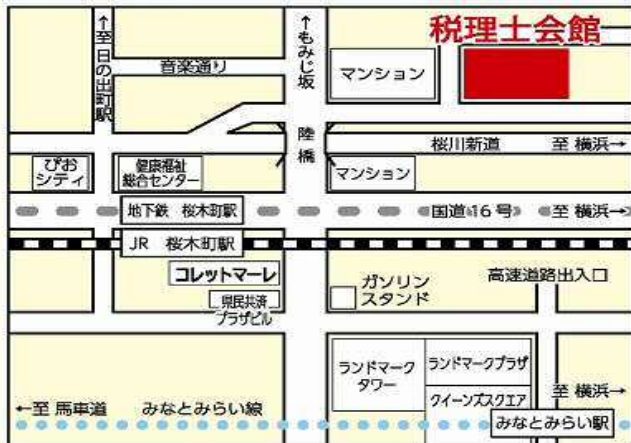 税理士会館
↑至 日の出町駅
↑もみじ坂
音楽通り
マンション
陸橋
桜川新道 至 横浜→
ぴお
シティ
健康福祉
総合センター
マンション
地下鉄 桜木町駅
国道16号 至 横浜→
JR 桜木町駅
コレットマーレ
県民共済
プラザビル
ガソリン
スタンド
高速道路出入口
ランドマーク
タワー
ランドマークプラザ
クイーンズスクエア
至 横浜→
←至 馬車道 みなとみらい線
みなとみらい駅